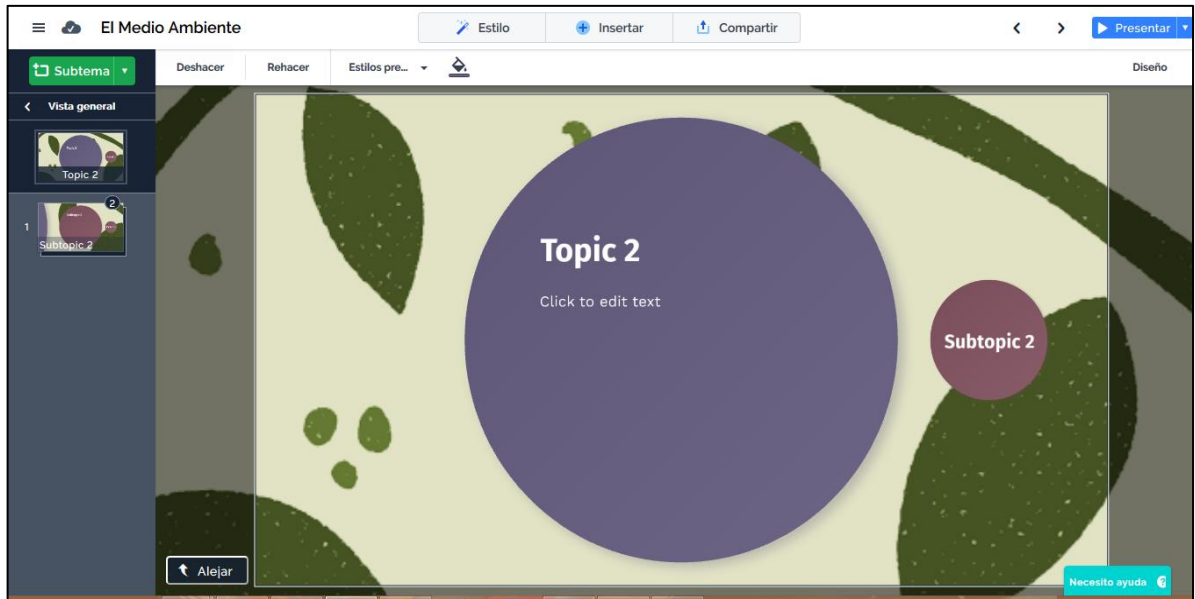 El Medio Ambiente
Estilo
Insertar
Compartir
Presentar
Subtema
Deshacer
Rehacer
Estilos pre...
Diseño
Vista general
Topic 2
2
1
Subtopic 2
Topic 2
Click to edit text
Subtopic 2
Alejar
Necesito ayuda